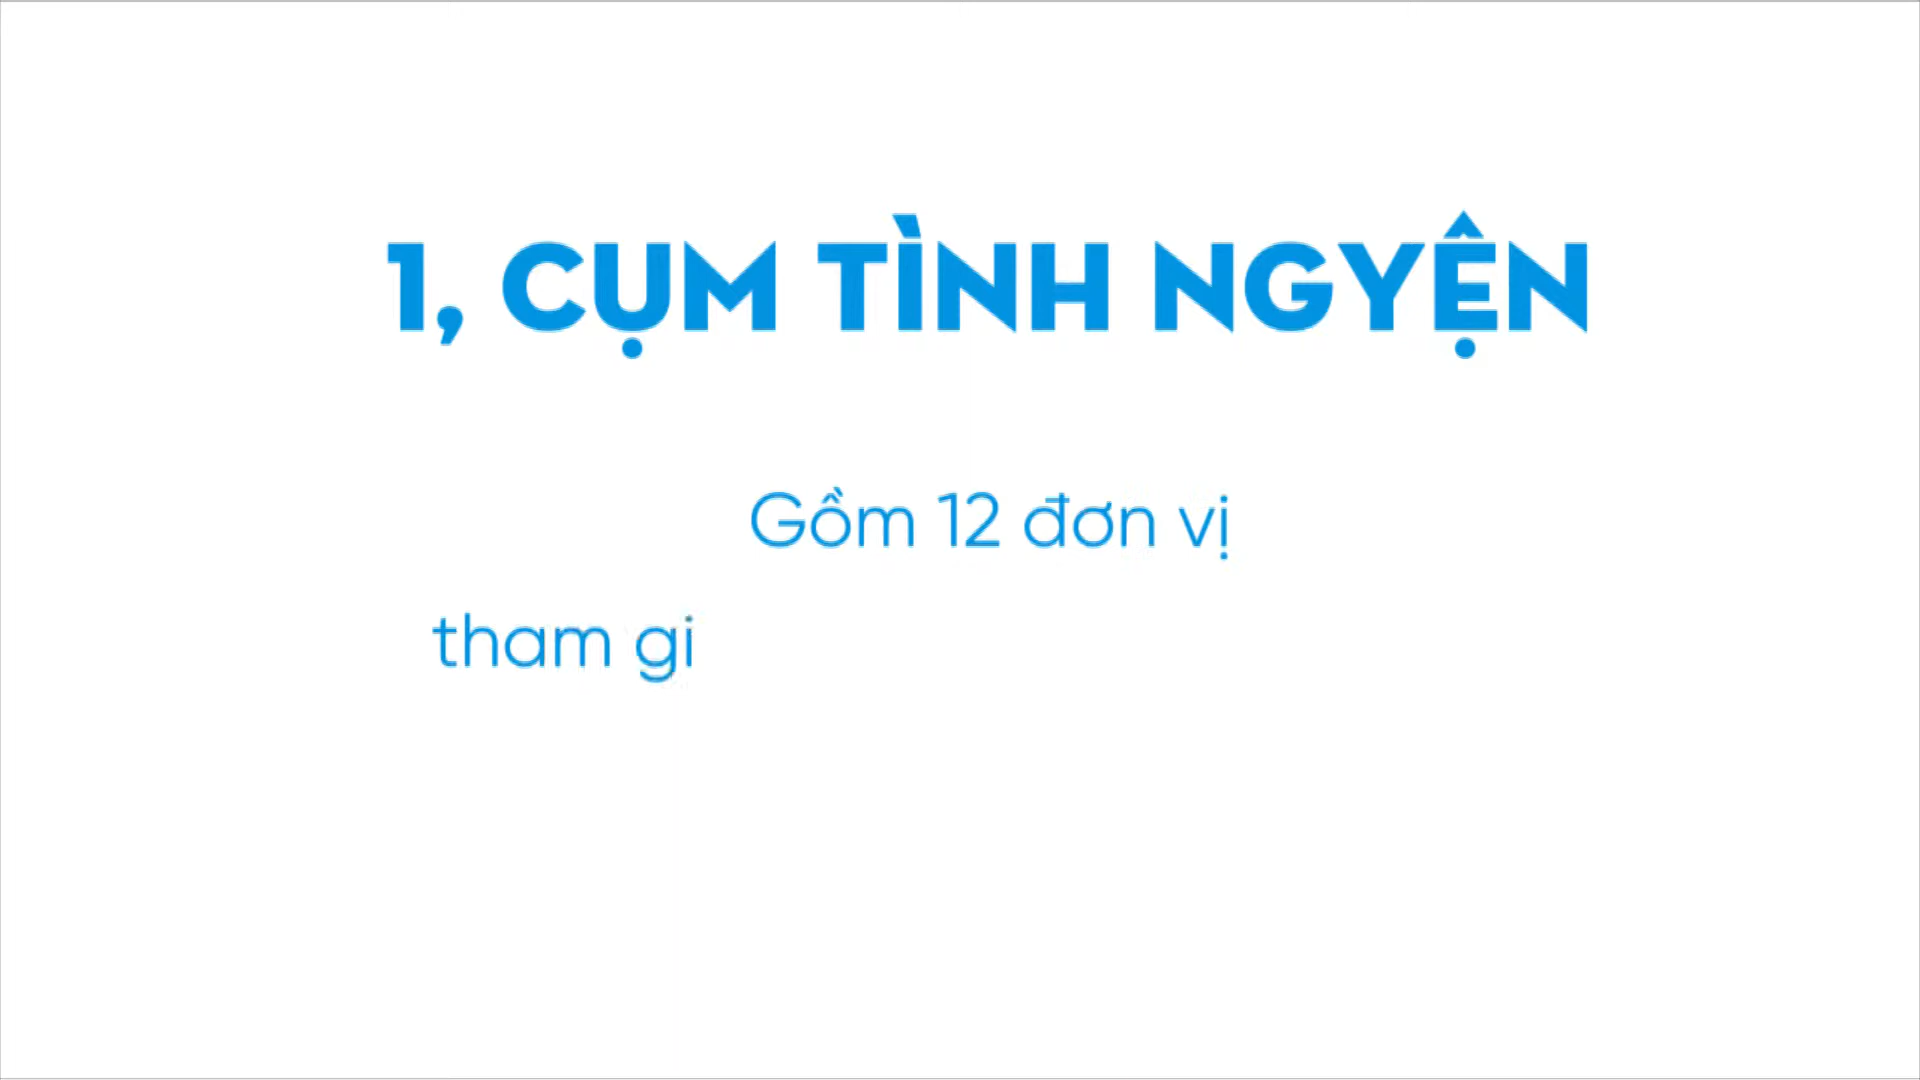 1, CỤM TÌNH NGYỆN
Gồm 12 đơn vị
tham gi